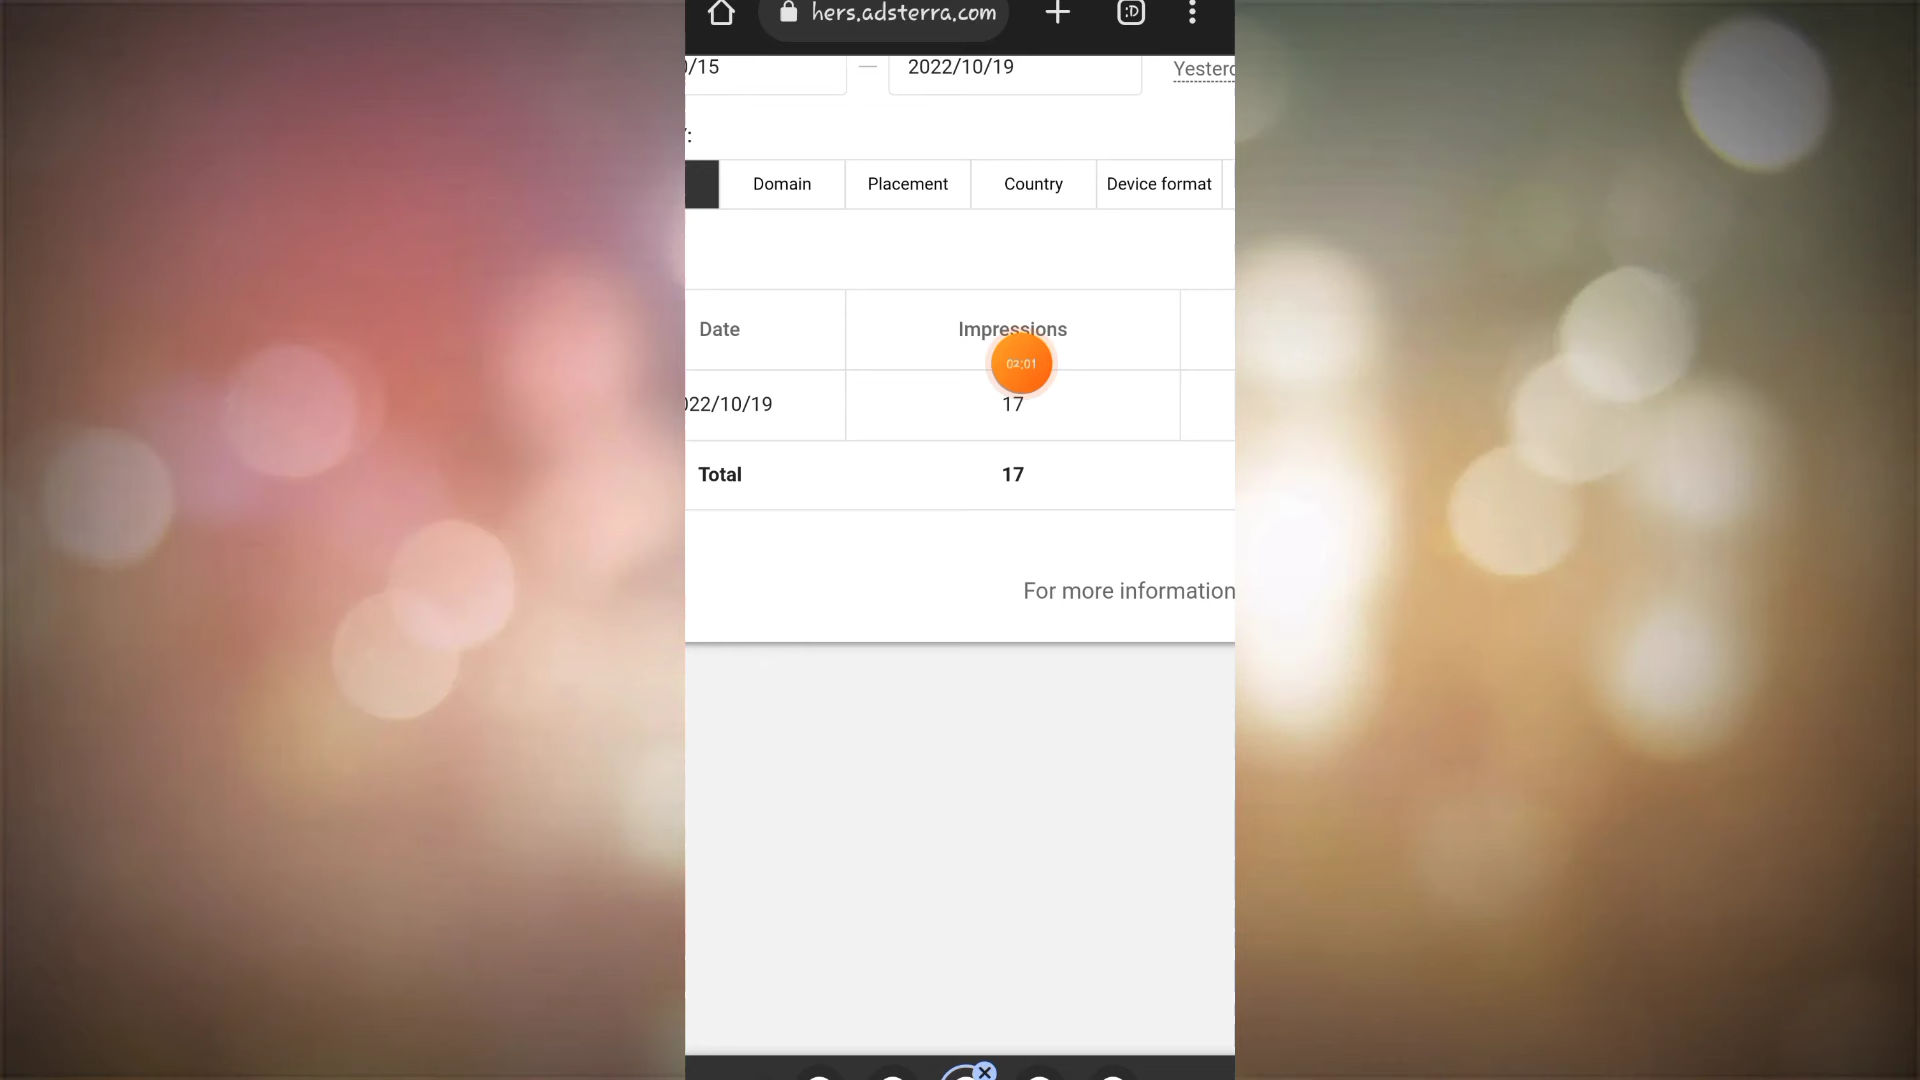 hers.adsterra.com
:D
/15 — 2022/10/19 Yester
:
Domain Placement Country Device format
Date Impressions
02:01
22/10/19 17
Total 17
For more information